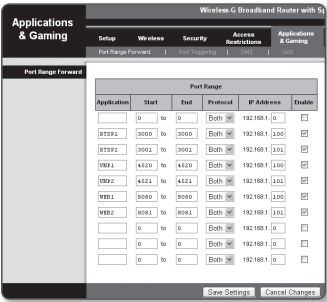 Wireless-G Broadband Router with Sp
Applications & Gaming
Setup Wireless Security Access Restrictions Applications & Gaming
Port Range Forward | Port Triggering | DMZ | QoS
Port Range Forward
Port Range
Application Start End Protocol IP Address Enable
0 to 0 Both 192.168.1. 0
RTSP1 3000 to 3000 Both 192.168.1. 100
RTSP2 3001 to 3001 Both 192.168.1. 101
VNP1 4520 to 4520 Both 192.168.1. 100
VNP2 4521 to 4521 Both 192.168.1. 101
WEB1 8080 to 8080 Both 192.168.1. 100
WEB2 8081 to 8081 Both 192.168.1. 101
0 to 0 Both 192.168.1. 0
0 to 0 Both 192.168.1. 0
0 to 0 Both 192.168.1. 0
Save Settings Cancel Changes